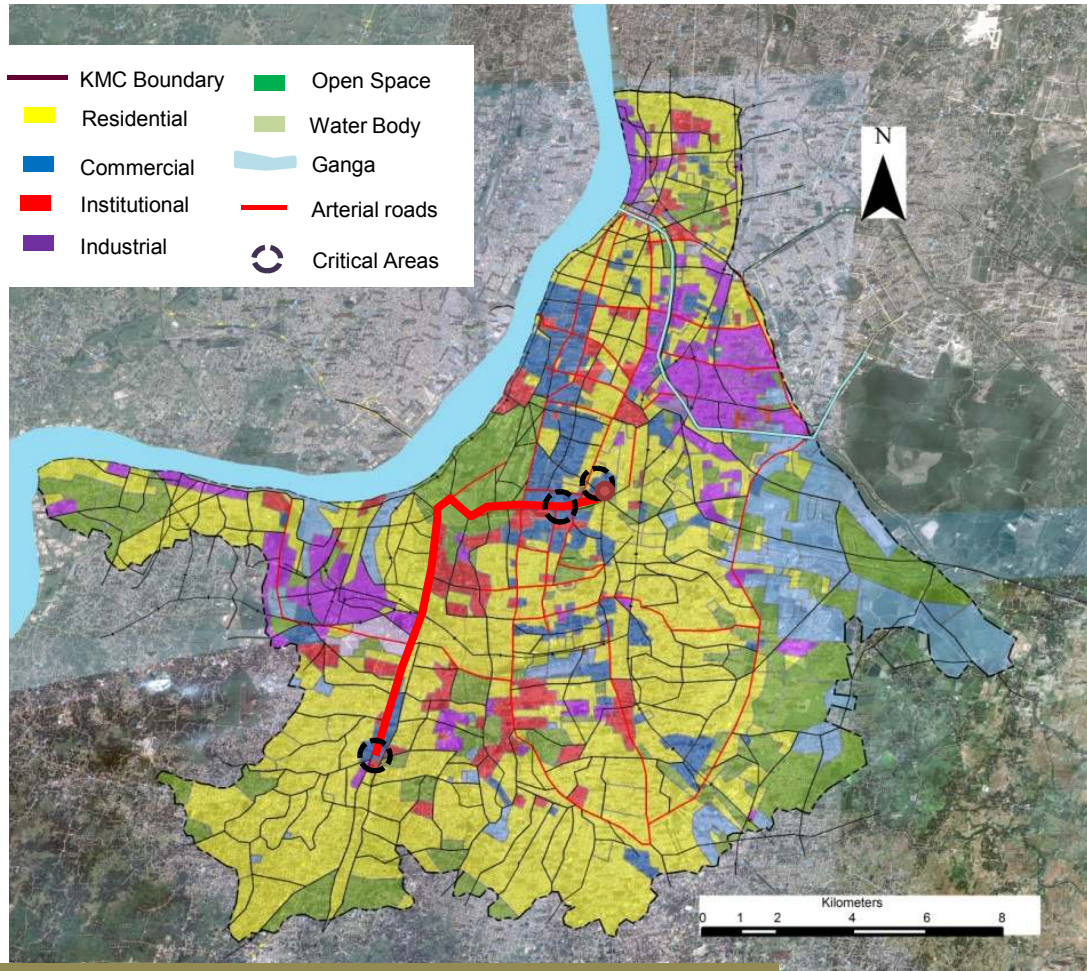 KMC Boundary
Residential
Commercial
Institutional
Industrial
Open Space
Water Body
Ganga
Arterial roads
Critical Areas
N
Kilometers
0 1 2 4 6 8